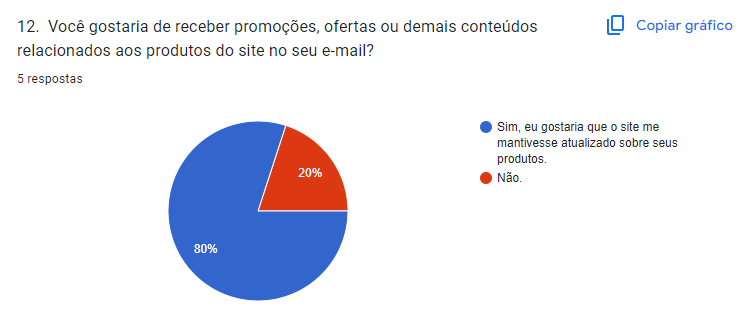 12. Você gostaria de receber promoções, ofertas ou demais conteúdos
relacionados aos produtos do site no seu e-mail?
Copiar gráfico
5 respostas
Sim, eu gostaria que o site me
mantivesse atualizado sobre seus
produtos.
Não.
20%
80%